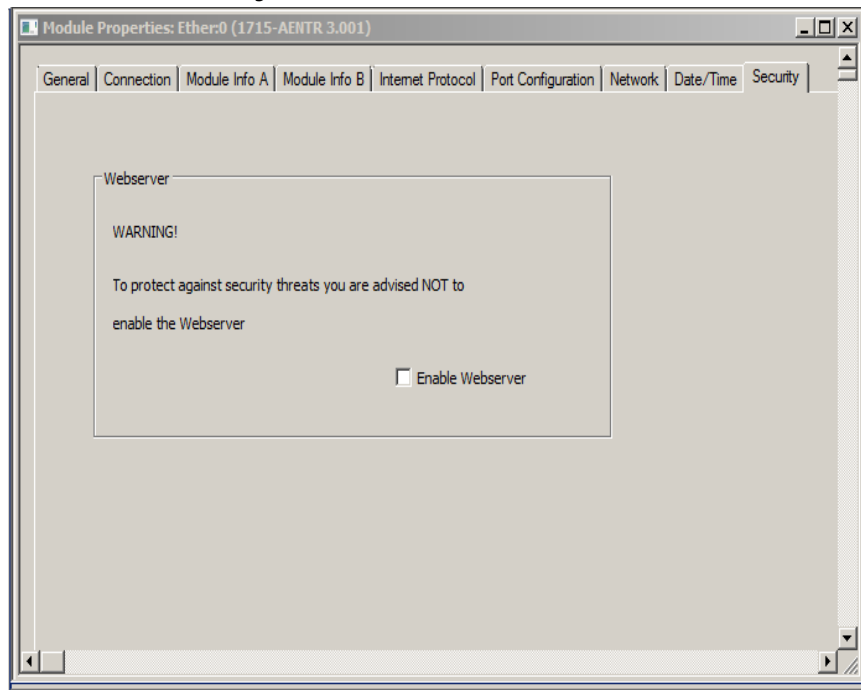 Module Properties: Ether:0 (1715-AENTR 3.001)
General Connection Module Info A Module Info B Internet Protocol Port Configuration Network Date/Time Security
Webserver
WARNING!
To protect against security threats you are advised NOT to
enable the Webserver
Enable Webserver